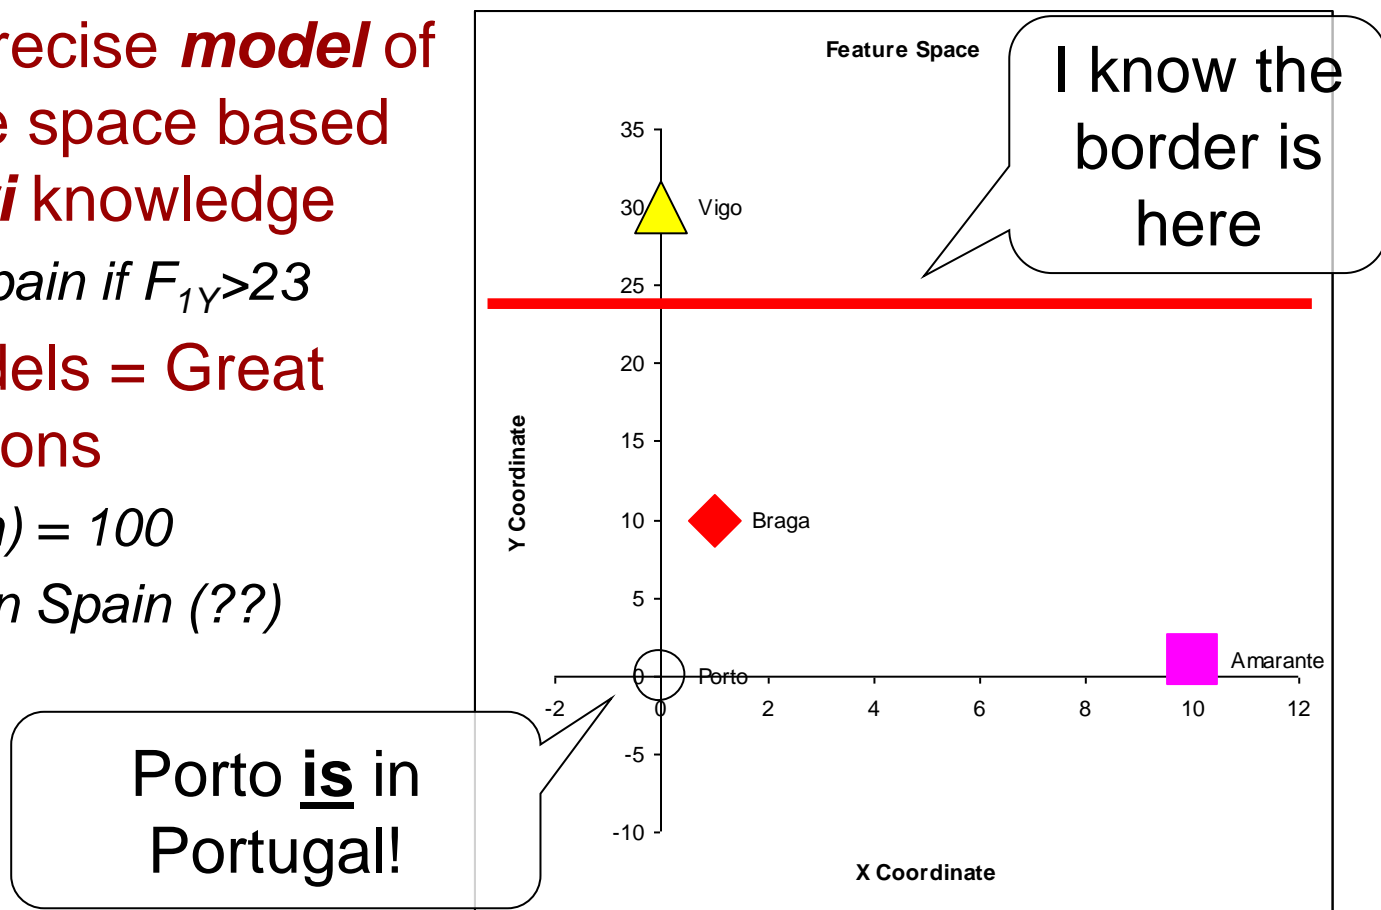 recise model of
e space based
i knowledge
pain if F1Y>23
dels = Great
ons
) = 100
n Spain (??)
Feature Space
I know the
border is
here
35
30
25
20
15
10
5
0
-5
-10
-2
0
2
4
6
8
10
12
Y Coordinate
X Coordinate
Vigo
Braga
Porto
Amarante
Porto is in
Portugal!